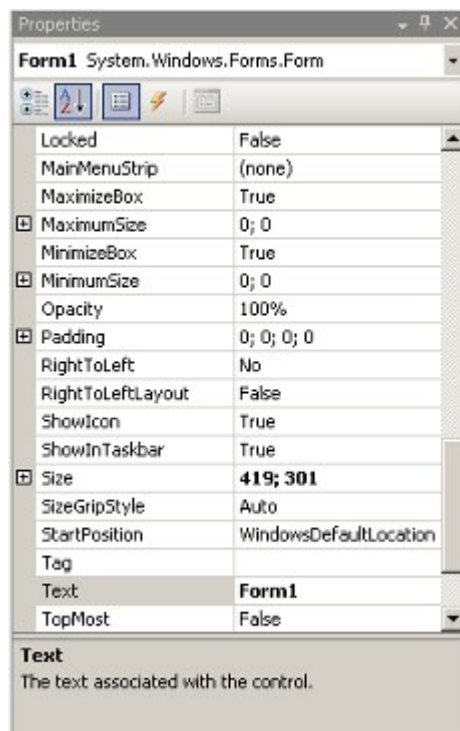 Properties
Form1 System.Windows.Forms.Form
Locked False
MainMenuStrip (none)
MaximizeBox True
MaximumSize 0; 0
MinimizeBox True
MinimumSize 0; 0
Opacity 100%
Padding 0; 0; 0; 0
RightToLeft No
RightToLeftLayout False
ShowIcon True
ShowInTaskbar True
Size 419; 301
SizeGripStyle Auto
StartPosition WindowsDefaultLocation
Tag
Text Form1
TopMost False
Text
The text associated with the control.